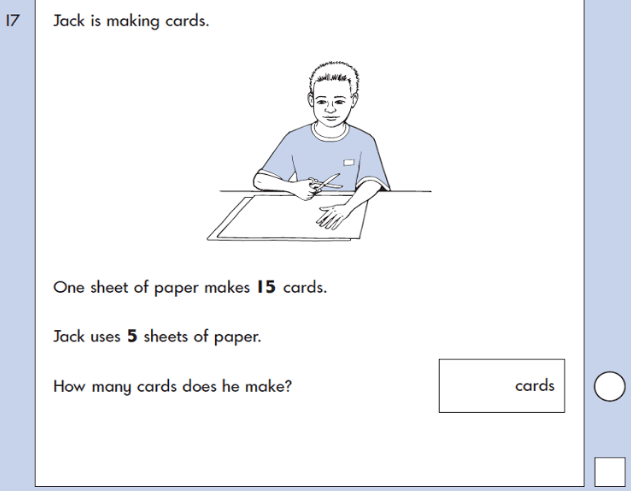 17 Jack is making cards.
One sheet of paper makes 15 cards.
Jack uses 5 sheets of paper.
How many cards does he make?
cards